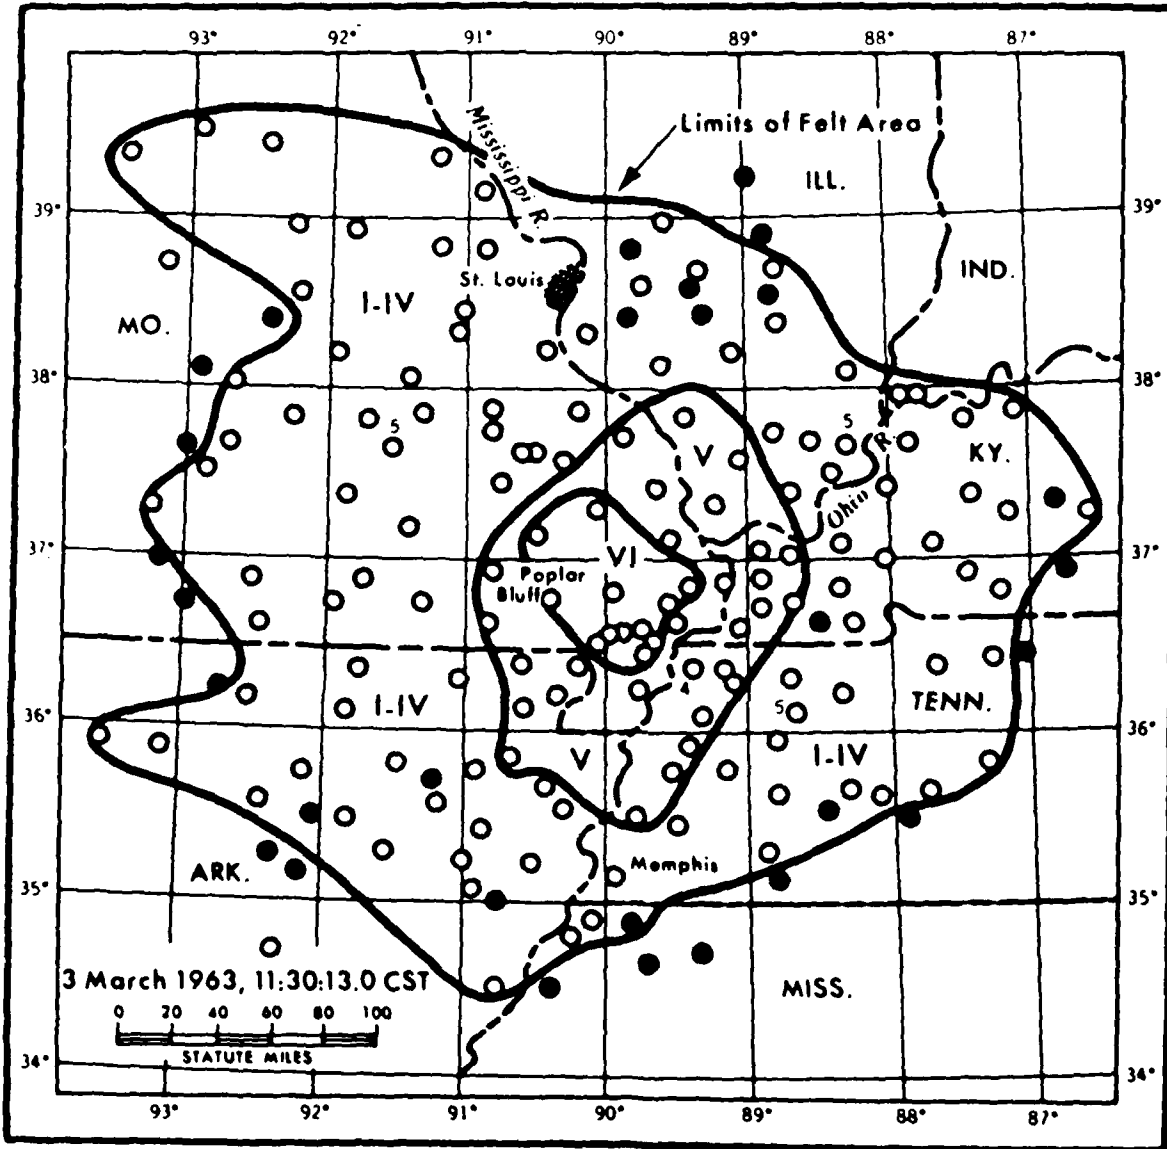 93° 92° 91° 90° 89° 88° 87°
Mississippi R.
Limits of Felt Area
ILL.
39° 39°
IND.
St. Louis
I-IV
MO.
38° 38°
5 5
V
R.
KY.
Ohio
37° 37°
VI
Poplar
Bluff
I-IV
4
TENN.
5
36° 36°
V
I-IV
Memphis
ARK.
35° 35°
3 March 1963, 11:30:13.0 CST
MISS.
0 20 40 60 80 100
STATUTE MILES
34° 34°
93° 92° 91° 90° 89° 88° 87°